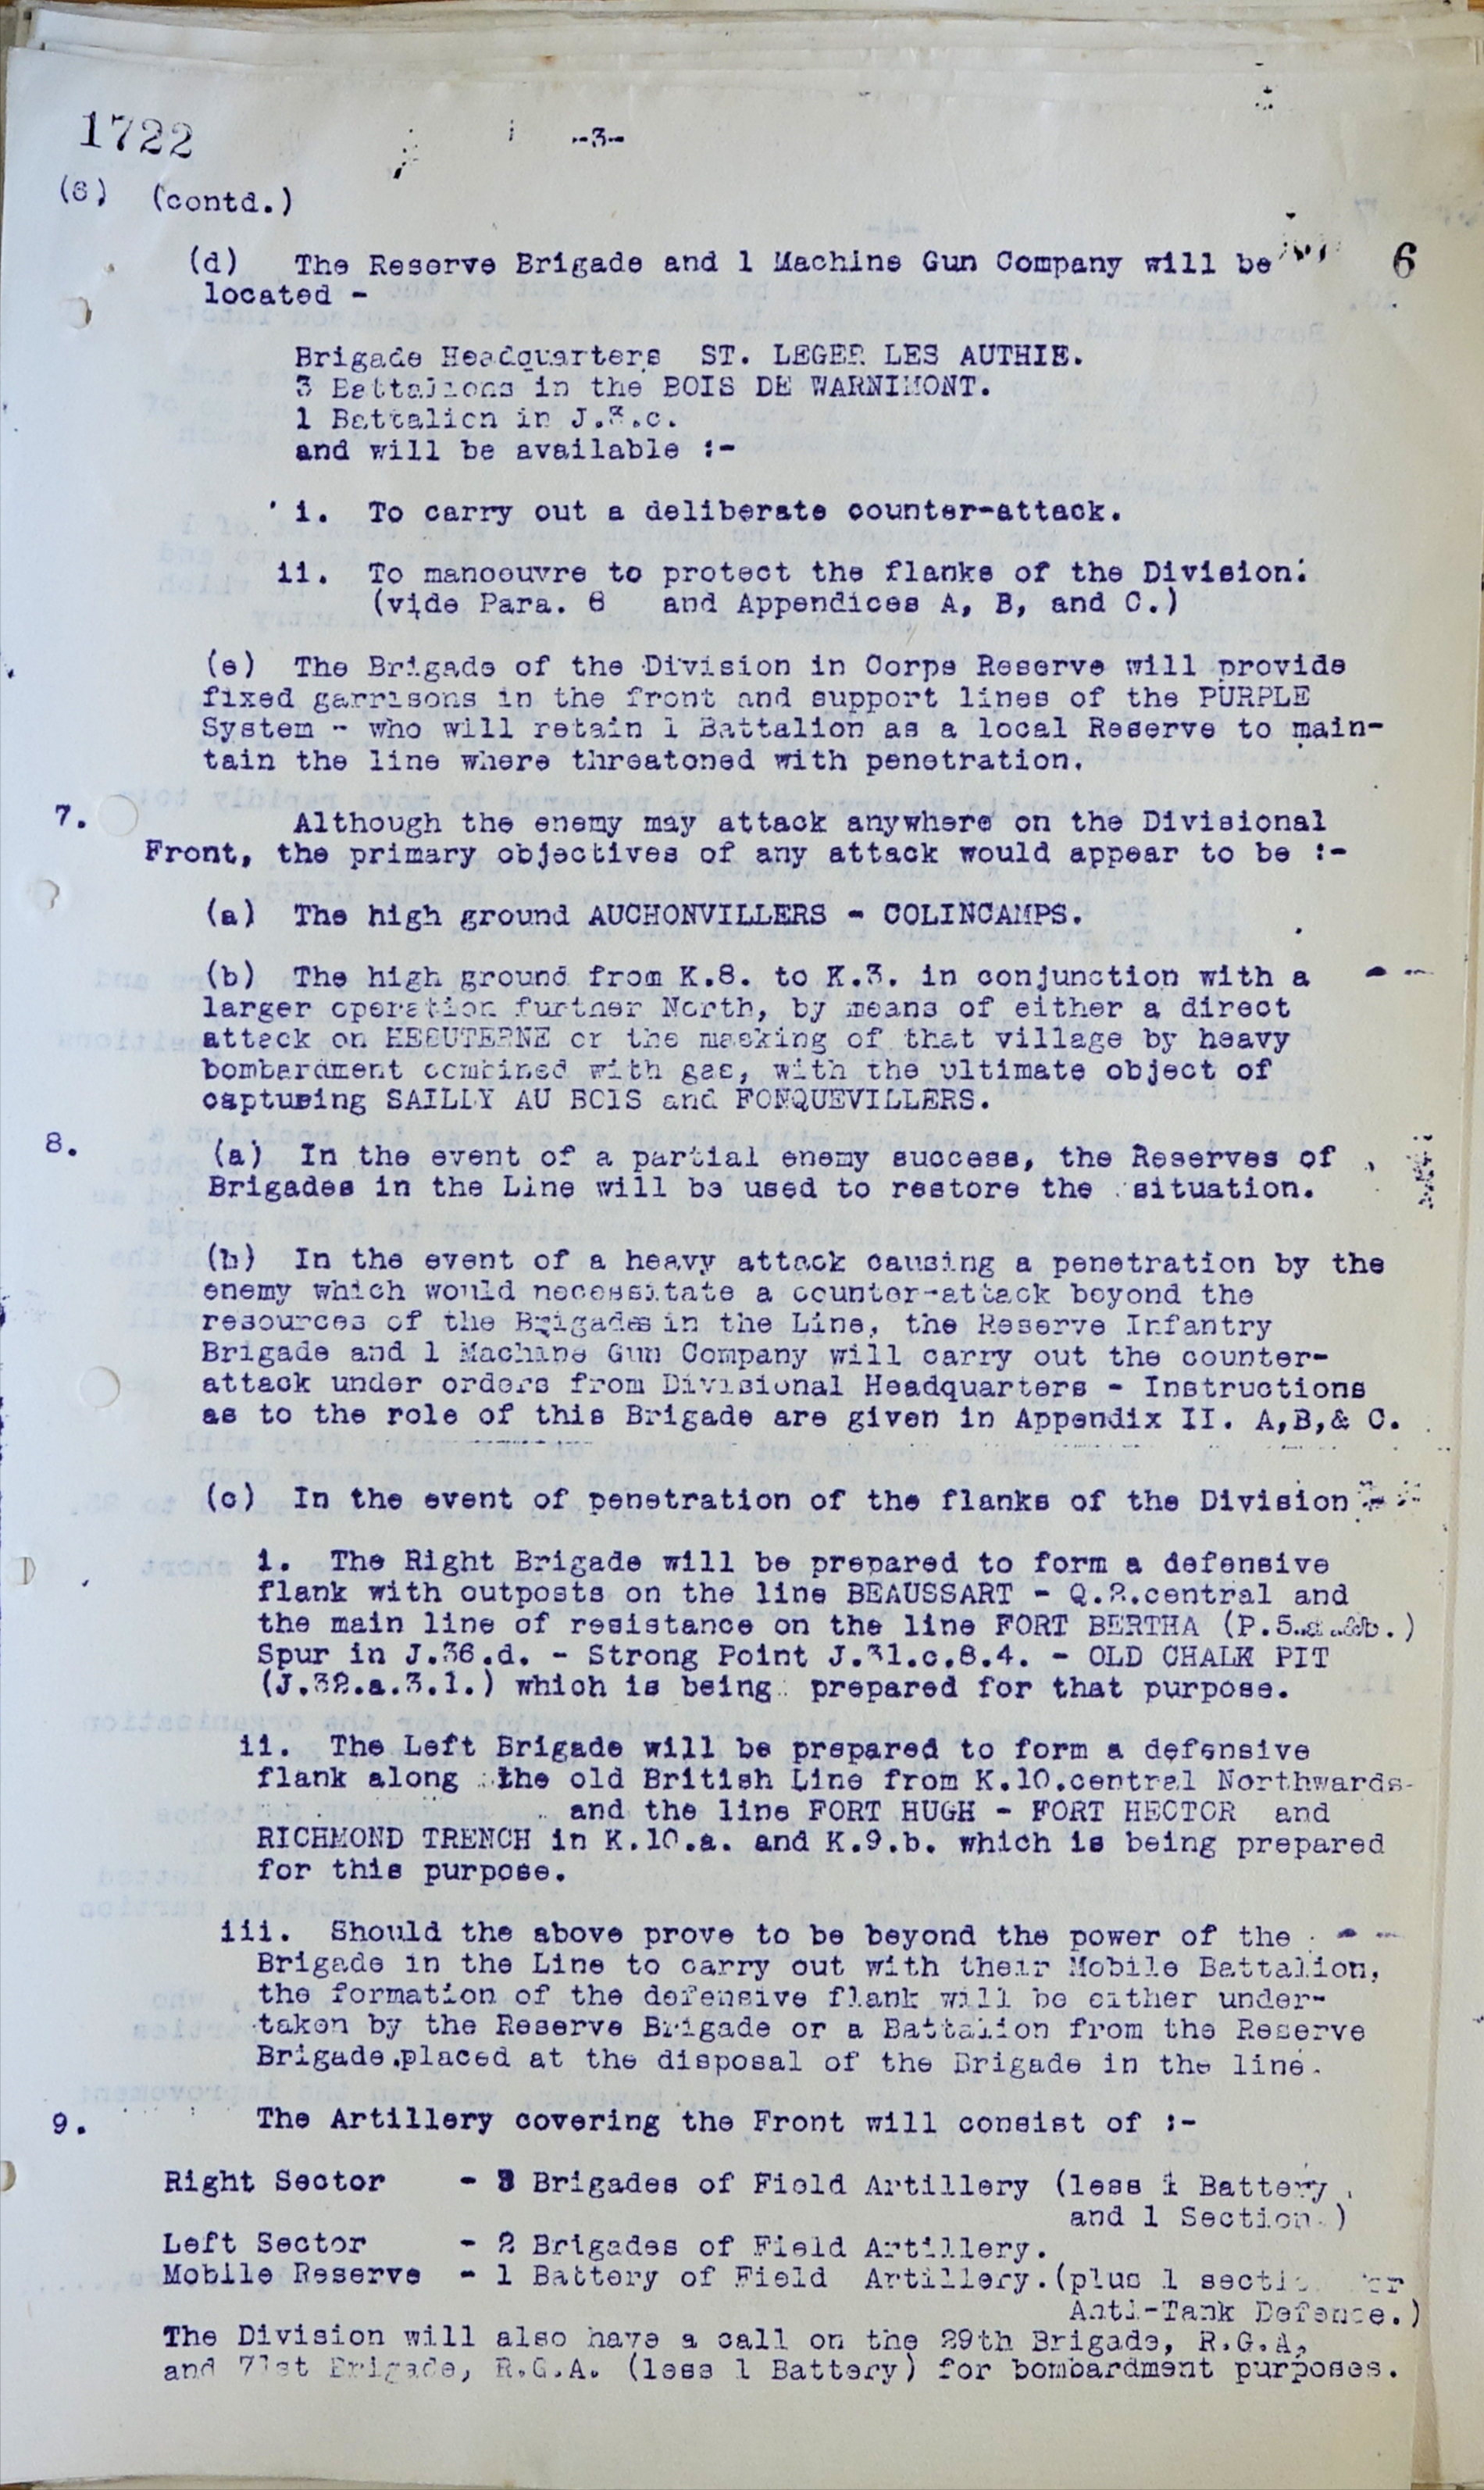 1722
--3--
(6) (contd.)
6
(d) The Reserve Brigade and 1 Machine Gun Company will be
located -
Brigade Headquarters ST. LEGER LES AUTHIE.
3 Battalions in the BOIS DE WARNIMONT.
1 Battalion in J.3.c.
and will be available :-
i. To carry out a deliberate counter-attack.
ii. To manoeuvre to protect the flanks of the Division.
(vide Para. 8 and Appendices A, B, and C.)
(e) The Brigade of the Division in Corps Reserve will provide
fixed garrisons in the front and support lines of the PURPLE
System - who will retain 1 Battalion as a local Reserve to main-
tain the line where threatoned with penetration.
7.
Although the enemy may attack anywhere on the Divisional
Front, the primary objectives of any attack would appear to be :-
(a) The high ground AUCHONVILLERS - COLINCAMPS.
(b) The high ground from K.8. to K.3. in conjunction with a
larger operation further North, by means of either a direct
attack on HEBUTERNE or the masking of that village by heavy
bombardment combined with gas, with the ultimate object of
capturing SAILLY AU BOIS and FONQUEVILLERS.
8.
(a) In the event of a partial enemy success, the Reserves of
Brigades in the Line will be used to restore the situation.
(b) In the event of a heavy attack causing a penetration by the
enemy which would necessitate a counter-attack beyond the
resources of the Brigades in the Line, the Reserve Infantry
Brigade and 1 Machine Gun Company will carry out the counter-
attack under orders from Divisional Headquarters - Instructions
as to the role of this Brigade are given in Appendix II. A,B,& C.
(c) In the event of penetration of the flanks of the Division
i. The Right Brigade will be prepared to form a defensive
flank with outposts on the line BEAUSSART - Q.2.central and
the main line of resistance on the line FORT BERTHA (P.5.a.&b.)
Spur in J.36.d. - Strong Point J.31.c.8.4. - OLD CHALK PIT
(J.32.a.3.1.) which is being prepared for that purpose.
ii. The Left Brigade will be prepared to form a defensive
flank along the old British Line from K.10.central Northwards-
and the line FORT HUGH - FORT HECTOR and
RICHMOND TRENCH in K.10.a. and K.9.b. which is being prepared
for this purpose.
iii. Should the above prove to be beyond the power of the
Brigade in the Line to carry out with their Mobile Battalion,
the formation of the defensive flank will be either under-
taken by the Reserve Brigade or a Battalion from the Reserve
Brigade placed at the disposal of the Brigade in the line.
9.
The Artillery covering the Front will consist of :-
Right Sector - 3 Brigades of Field Artillery (less 1 Battery
and 1 Section.)
Left Sector - 2 Brigades of Field Artillery.
Mobile Reserve - 1 Battery of Field Artillery.(plus 1 section for
Anti-Tank Defence.)
The Division will also have a call on the 29th Brigade, R.G.A,
and 71st Brigade, R.G.A. (less 1 Battery) for bombardment purposes.